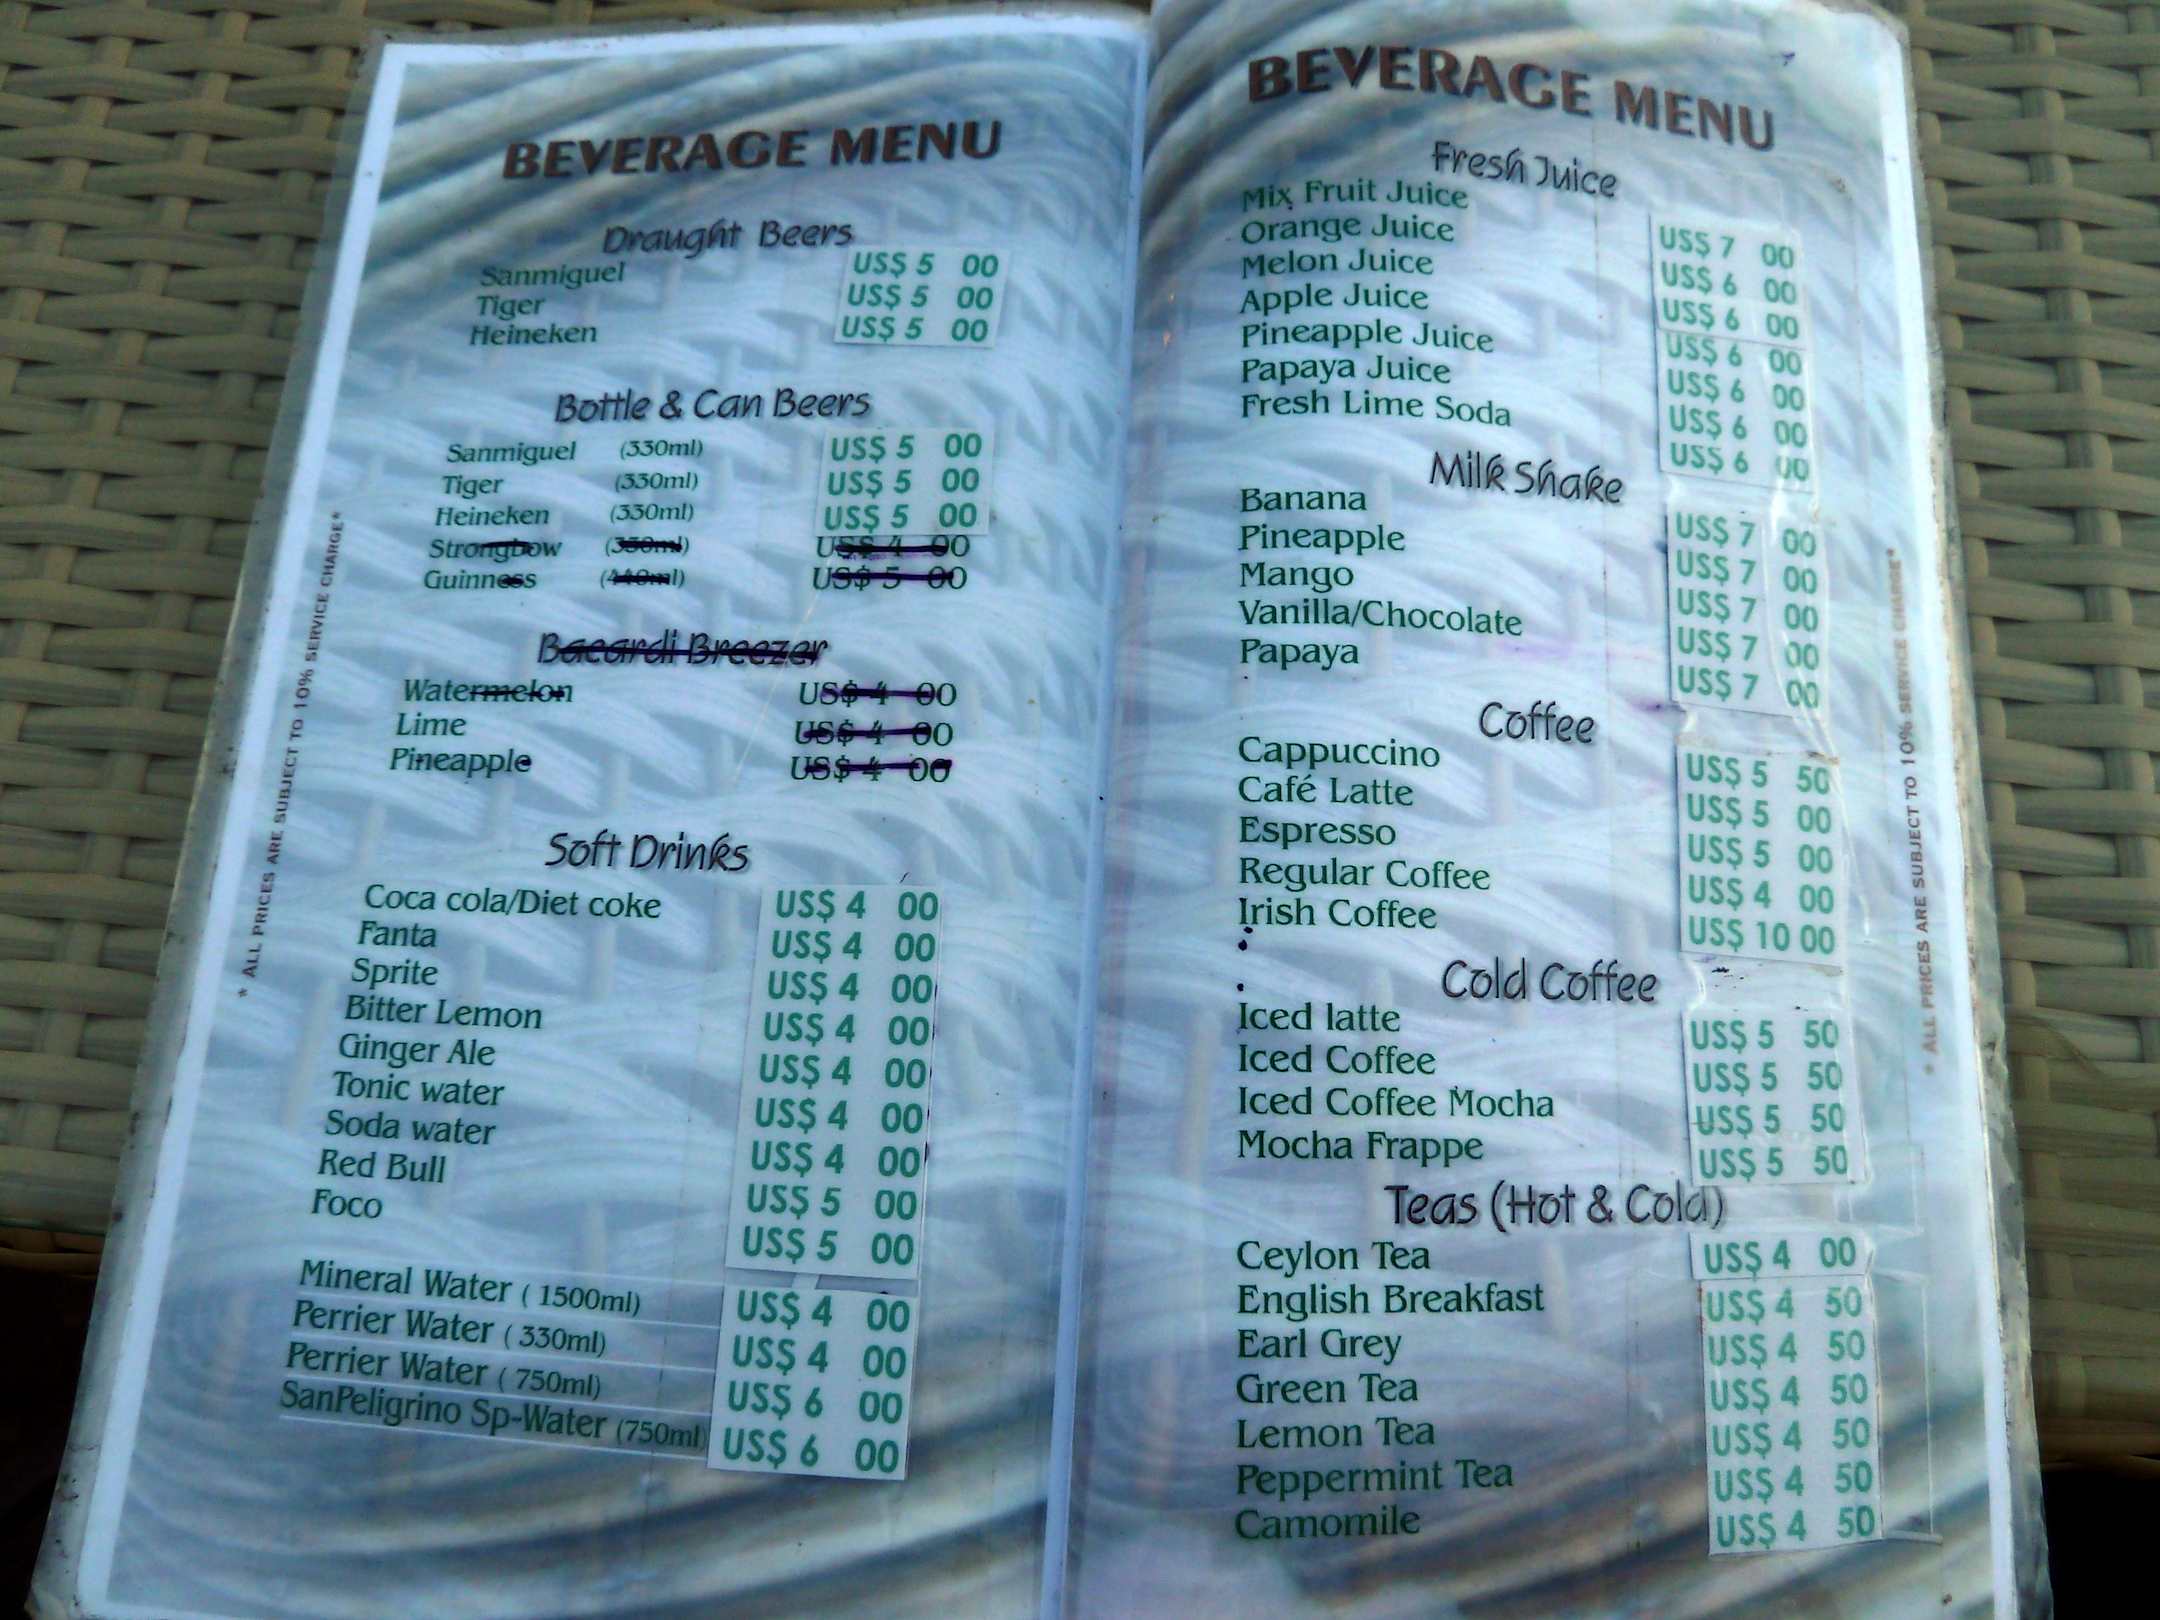 BEVERAGE MENU
Draught Beers
Sanmiguel US$ 5 00
Tiger US$ 5 00
Heineken US$ 5 00
Bottle & Can Beers
Sanmiguel (330ml) US$ 5 00
Tiger (330ml) US$ 5 00
Heineken (330ml) US$ 5 00
Strongbow (330ml) US$ 4 00
Guinness (440ml) US$ 5 00
Bacardi Breezer
Watermelon US$ 4 00
Lime US$ 4 00
Pineapple US$ 4 00
Soft Drinks
Coca cola/Diet coke US$ 4 00
Fanta US$ 4 00
Sprite US$ 4 00
Bitter Lemon US$ 4 00
Ginger Ale US$ 4 00
Tonic water US$ 4 00
Soda water US$ 4 00
Red Bull US$ 5 00
Foco US$ 5 00
Mineral Water ( 1500ml) US$ 4 00
Perrier Water ( 330ml) US$ 4 00
Perrier Water ( 750ml) US$ 6 00
SanPeligrino Sp-Water (750ml) US$ 6 00
* ALL PRICES ARE SUBJECT TO 10% SERVICE CHARGE*
BEVERAGE MENU
Fresh Juice
Mix Fruit Juice US$ 7 00
Orange Juice US$ 6 00
Melon Juice US$ 6 00
Apple Juice US$ 6 00
Pineapple Juice US$ 6 00
Papaya Juice US$ 6 00
Fresh Lime Soda US$ 6 00
Milk Shake
Banana US$ 7 00
Pineapple US$ 7 00
Mango US$ 7 00
Vanilla/Chocolate US$ 7 00
Papaya US$ 7 00
Coffee
Cappuccino US$ 5 50
Café Latte US$ 5 00
Espresso US$ 5 00
Regular Coffee US$ 4 00
Irish Coffee US$ 10 00
Cold Coffee
Iced latte US$ 5 50
Iced Coffee US$ 5 50
Iced Coffee Mocha US$ 5 50
Mocha Frappe US$ 5 50
Teas (Hot & Cold)
Ceylon Tea US$ 4 00
English Breakfast US$ 4 50
Earl Grey US$ 4 50
Green Tea US$ 4 50
Lemon Tea US$ 4 50
Peppermint Tea US$ 4 50
Camomile US$ 4 50
* ALL PRICES ARE SUBJECT TO 10% SERVICE CHARGE*